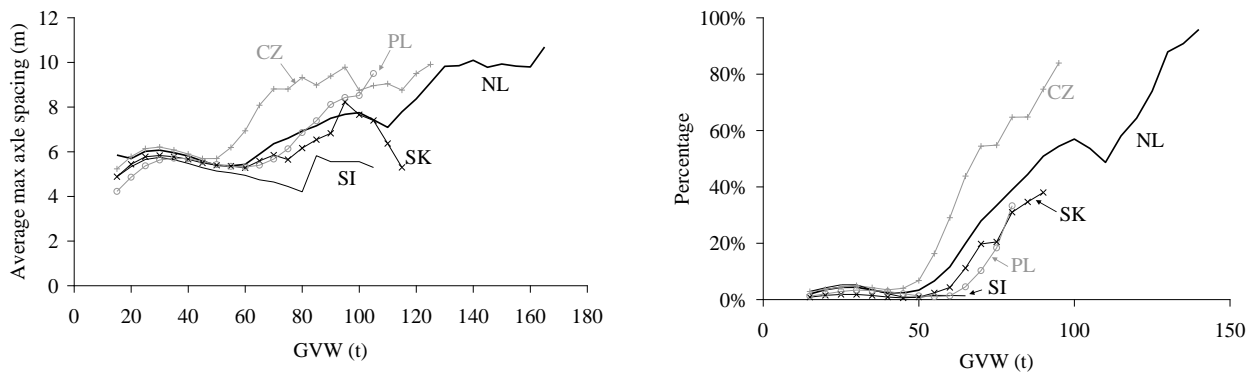 Average max axle spacing (m)
12
10
8
6
4
2
0
0 20 40 60 80 100 120 140 160 180
GVW (t)
CZ
PL
NL
SK
SI
Percentage
100%
80%
60%
40%
20%
0%
0 50 100 150
GVW (t)
CZ
NL
SK
PL
SI